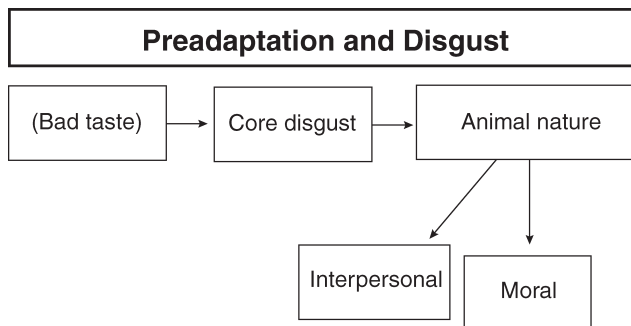 Preadaptation and Disgust
(Bad taste)
Core disgust
Animal nature
Interpersonal
Moral